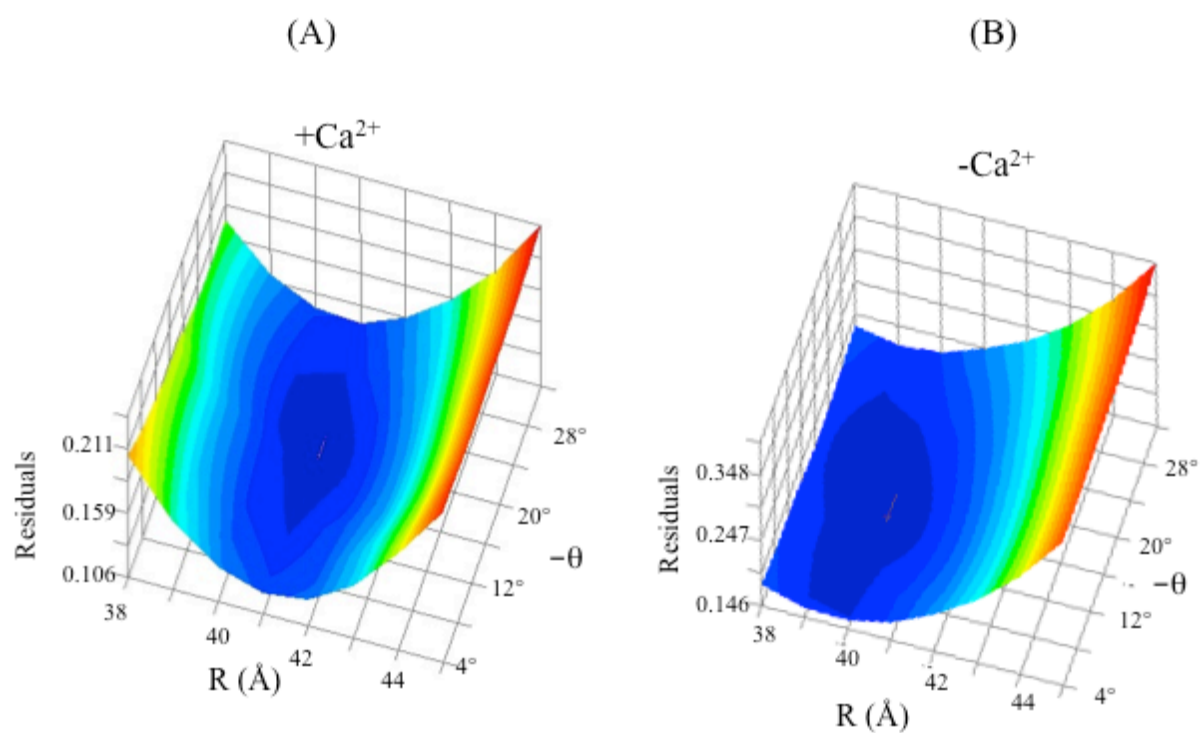 (A)
+Ca²⁺
Residuals
0.211
0.159
0.106
38
40
42
44
R (Å)
4°
12°
20°
28°
−θ
(B)
-Ca²⁺
Residuals
0.348
0.247
0.146
38
40
42
44
R (Å)
4°
12°
20°
28°
−θ